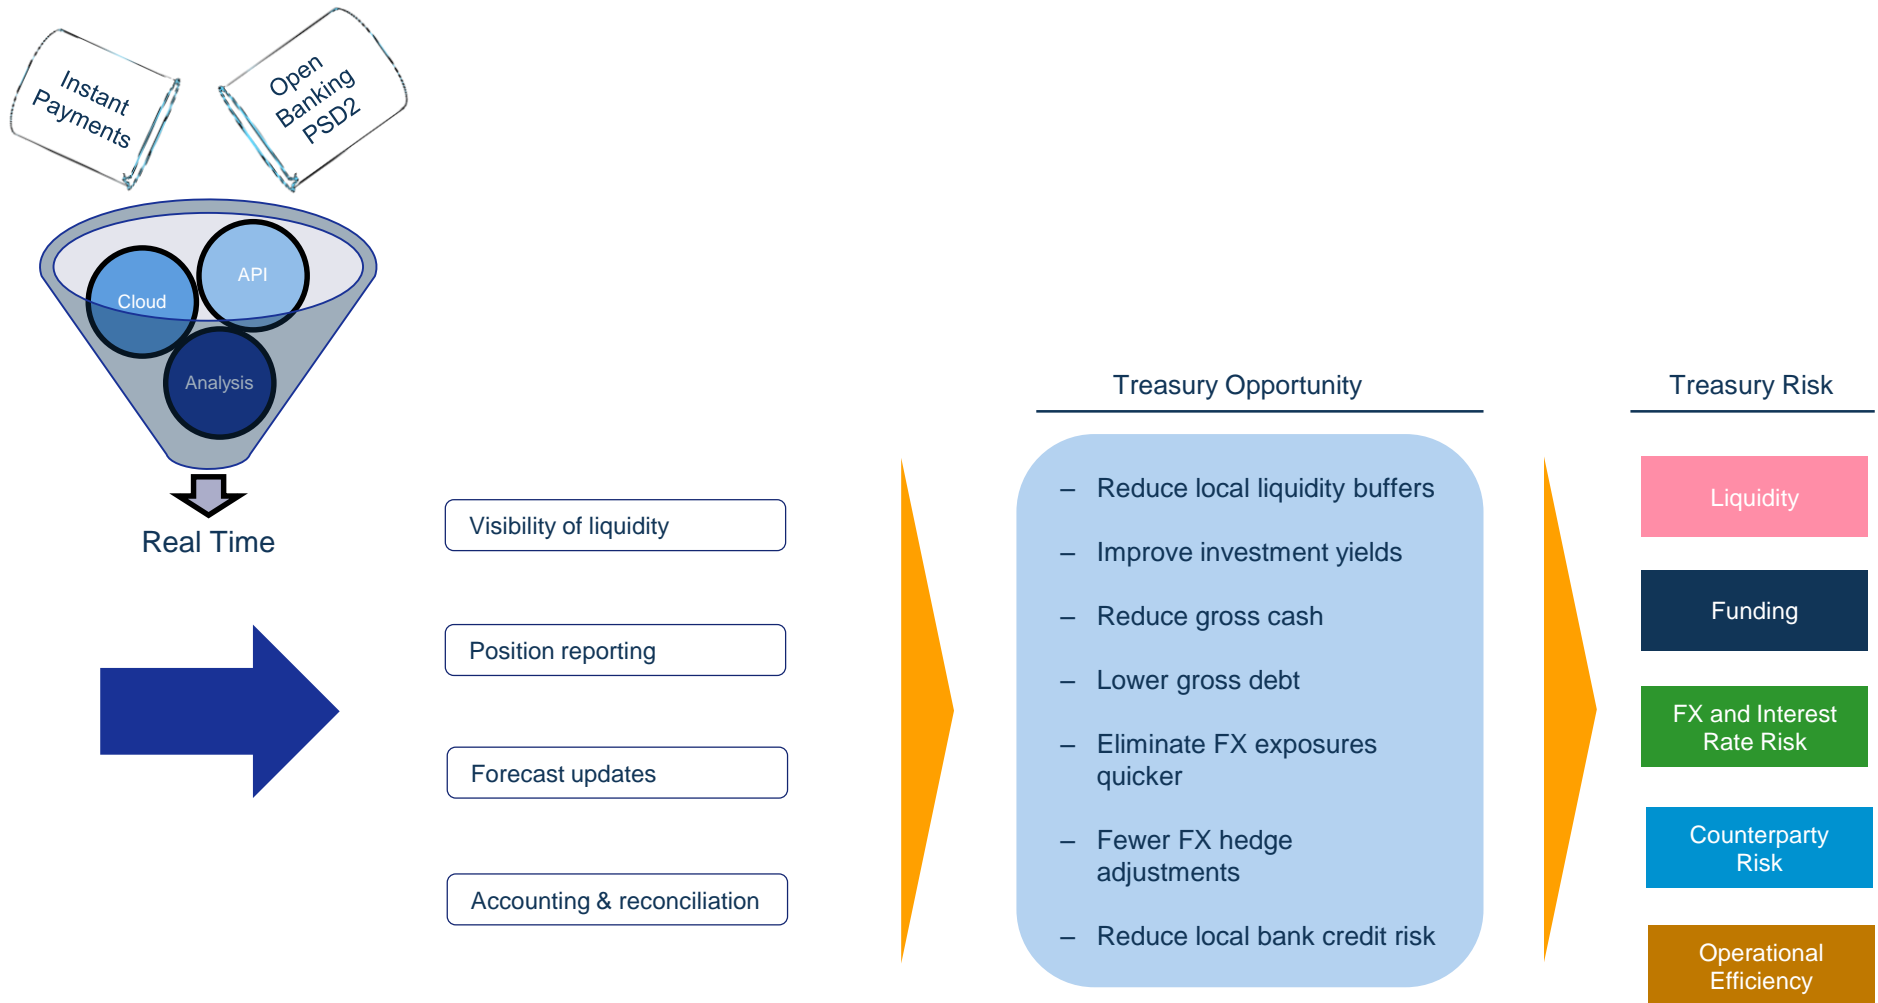 Instant
Payments
Open
Banking
PSD2
API
Cloud
Analysis
Real Time
Visibility of liquidity
Position reporting
Forecast updates
Accounting & reconciliation
Treasury Opportunity
– Reduce local liquidity buffers
– Improve investment yields
– Reduce gross cash
– Lower gross debt
– Eliminate FX exposures
quicker
– Fewer FX hedge
adjustments
– Reduce local bank credit risk
Treasury Risk
Liquidity
Funding
FX and Interest
Rate Risk
Counterparty
Risk
Operational
Efficiency